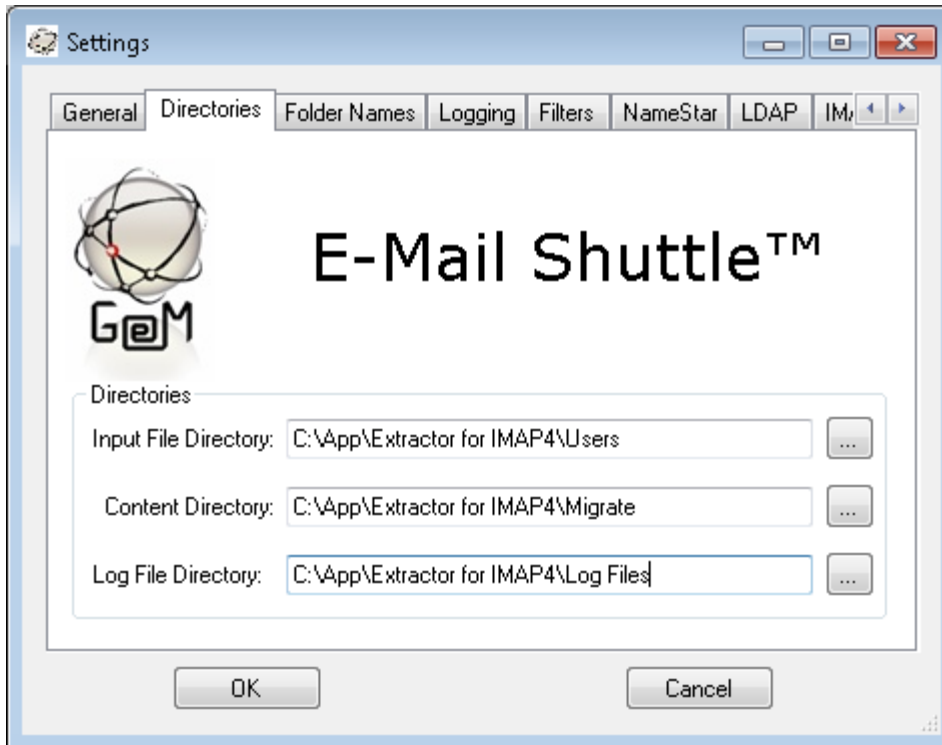 Settings
General Directories Folder Names Logging Filters NameStar LDAP
E-Mail Shuttle™
G@M
Directories
Input File Directory: C:\App\Extractor for IMAP4\Users ...
Content Directory: C:\App\Extractor for IMAP4\Migrate ...
Log File Directory: C:\App\Extractor for IMAP4\Log Files ...
OK Cancel